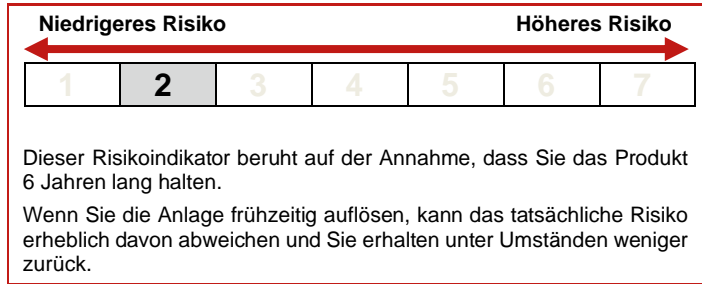 Niedrigeres Risiko Höheres Risiko
1 2 3 4 5 6 7
Dieser Risikoindikator beruht auf der Annahme, dass Sie das Produkt
6 Jahren lang halten.
Wenn Sie die Anlage frühzeitig auflösen, kann das tatsächliche Risiko
erheblich davon abweichen und Sie erhalten unter Umständen weniger
zurück.